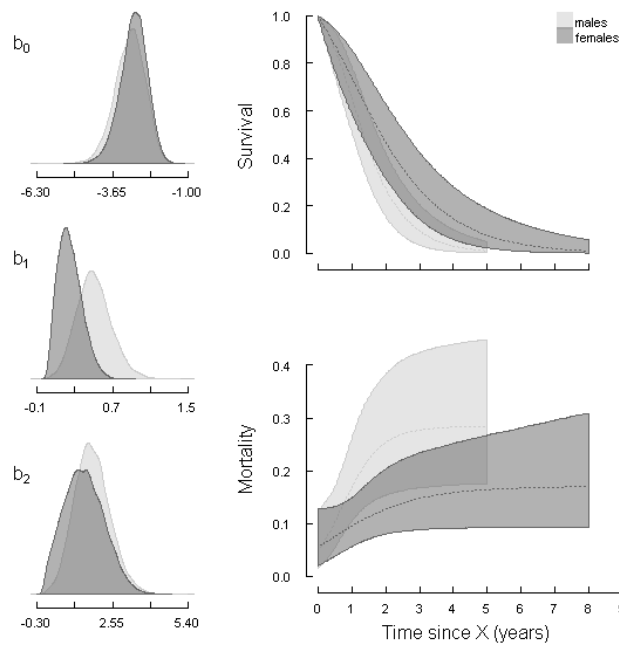 b0
-6.30 -3.65 -1.00
b1
-0.1 0.7 1.5
b2
-0.30 2.55 5.40
Survival
1.0
0.8
0.6
0.4
0.2
0.0
males
females
Mortality
0.4
0.3
0.2
0.1
0.0
0 1 2 3 4 5 6 7 8
Time since X (years)